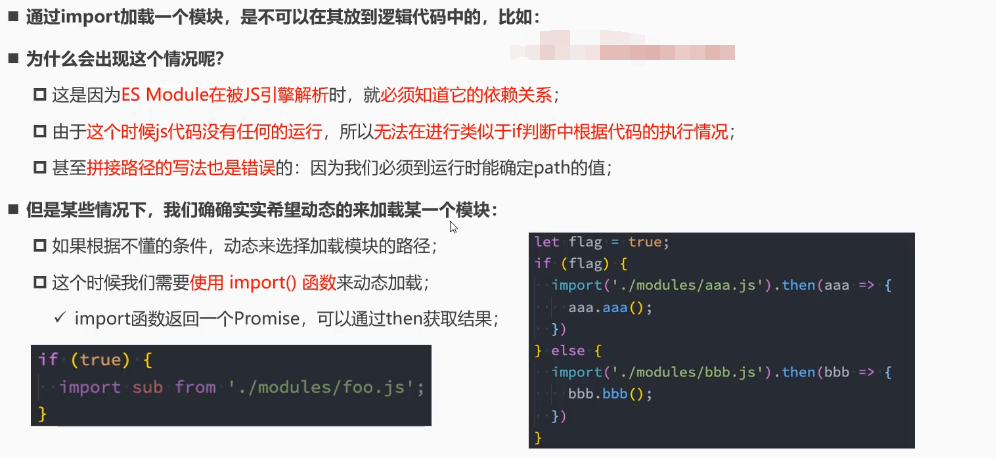 通过import加载一个模块，是不可以在其放到逻辑代码中的，比如：
为什么会出现这个情况呢？
这是因为ES Module在被JS引擎解析时，就必须知道它的依赖关系；
由于这个时候js代码没有任何的运行，所以无法在进行类似于if判断中根据代码的执行情况；
甚至拼接路径的写法也是错误的：因为我们必须到运行时能确定path的值；
但是某些情况下，我们确确实实希望动态的来加载某一个模块：
如果根据不懂的条件，动态来选择加载模块的路径；
这个时候我们需要使用 import() 函数来动态加载；
✓ import函数返回一个Promise，可以通过then获取结果；
if (true) {
import sub from './modules/foo.js';
}
let flag = true;
if (flag) {
import('./modules/aaa.js').then(aaa => {
aaa.aaa();
})
} else {
import('./modules/bbb.js').then(bbb => {
bbb.bbb();
})
}